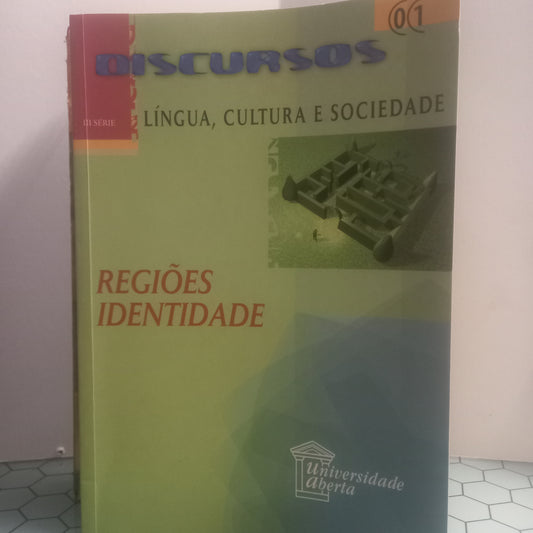 01
DISCURSOS
III SÉRIE
LÍNGUA, CULTURA E SOCIEDADE
REGIÕES
IDENTIDADE
Universidade
Aberta